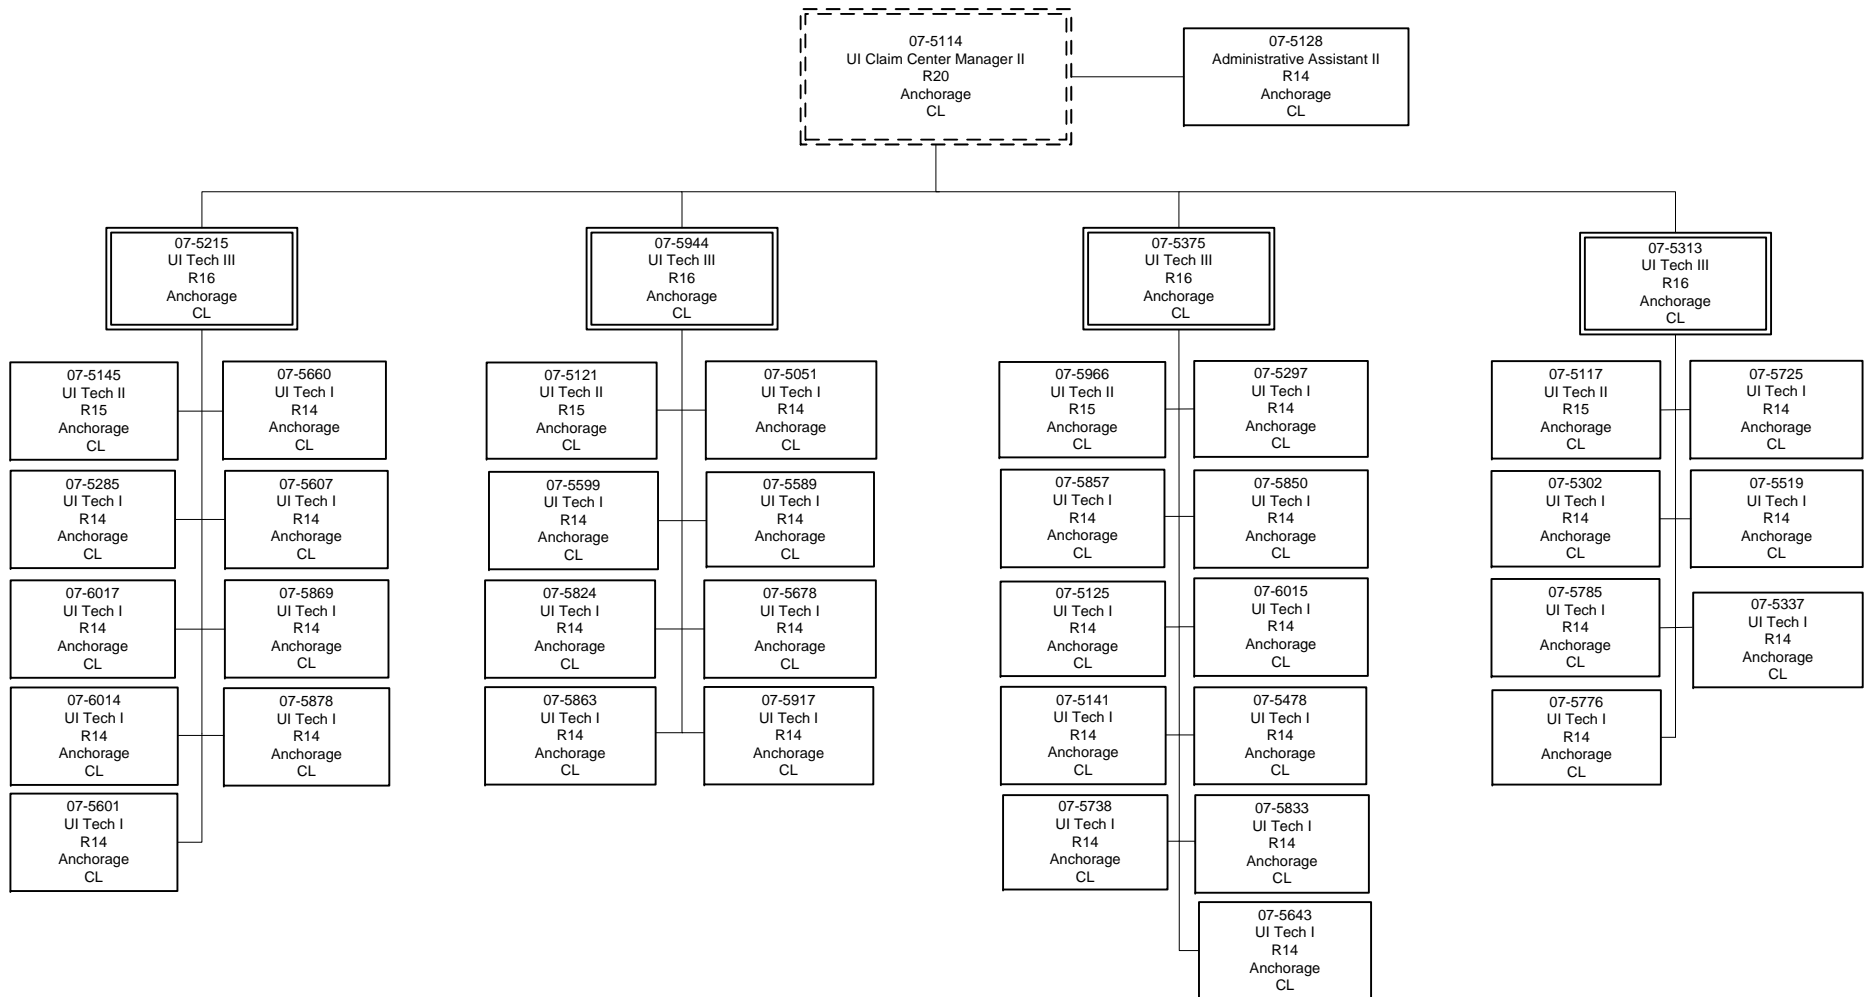 07-5114
UI Claim Center Manager II
R20
Anchorage
CL
07-5128
Administrative Assistant II
R14
Anchorage
CL
07-5215
UI Tech III
R16
Anchorage
CL
07-5944
UI Tech III
R16
Anchorage
CL
07-5375
UI Tech III
R16
Anchorage
CL
07-5313
UI Tech III
R16
Anchorage
CL
07-5145
UI Tech II
R15
Anchorage
CL
07-5660
UI Tech I
R14
Anchorage
CL
07-5285
UI Tech I
R14
Anchorage
CL
07-5607
UI Tech I
R14
Anchorage
CL
07-6017
UI Tech I
R14
Anchorage
CL
07-5869
UI Tech I
R14
Anchorage
CL
07-6014
UI Tech I
R14
Anchorage
CL
07-5878
UI Tech I
R14
Anchorage
CL
07-5601
UI Tech I
R14
Anchorage
CL
07-5121
UI Tech II
R15
Anchorage
CL
07-5051
UI Tech I
R14
Anchorage
CL
07-5599
UI Tech I
R14
Anchorage
CL
07-5589
UI Tech I
R14
Anchorage
CL
07-5824
UI Tech I
R14
Anchorage
CL
07-5678
UI Tech I
R14
Anchorage
CL
07-5863
UI Tech I
R14
Anchorage
CL
07-5917
UI Tech I
R14
Anchorage
CL
07-5966
UI Tech II
R15
Anchorage
CL
07-5297
UI Tech I
R14
Anchorage
CL
07-5857
UI Tech I
R14
Anchorage
CL
07-5850
UI Tech I
R14
Anchorage
CL
07-5125
UI Tech I
R14
Anchorage
CL
07-6015
UI Tech I
R14
Anchorage
CL
07-5141
UI Tech I
R14
Anchorage
CL
07-5478
UI Tech I
R14
Anchorage
CL
07-5738
UI Tech I
R14
Anchorage
CL
07-5833
UI Tech I
R14
Anchorage
CL
07-5643
UI Tech I
R14
Anchorage
CL
07-5117
UI Tech II
R15
Anchorage
CL
07-5725
UI Tech I
R14
Anchorage
CL
07-5302
UI Tech I
R14
Anchorage
CL
07-5519
UI Tech I
R14
Anchorage
CL
07-5785
UI Tech I
R14
Anchorage
CL
07-5337
UI Tech I
R14
Anchorage
CL
07-5776
UI Tech I
R14
Anchorage
CL